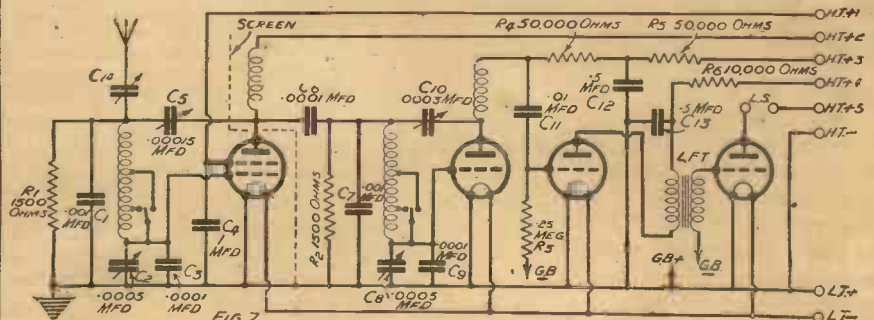 R4 50,000 OHMS
R5 50,000 OHMS
HT+1
HT+2
HT+3
SCREEN
R6 10,000 OHMS
HT+4
C1a
C5
.00015
MFD
C6
.0001 MFD
C10
.0003 MFD
.01
MFD
C11
.5
MFD
C12
.5 MFD
C13
L.S.
HT+5
HT-
R1
1500
OHMS
.001
MFD
C1
C4
1
MFD
R2 1500 OHMS
C7
.001
MFD
.0001
MFD
C9
.25
MEG
R3
GB
LFT
GB+
GB
C2
C3
.0005
MFD
.0001
MFD
C8
.0005
MFD
LT+
LT-
FIG 7